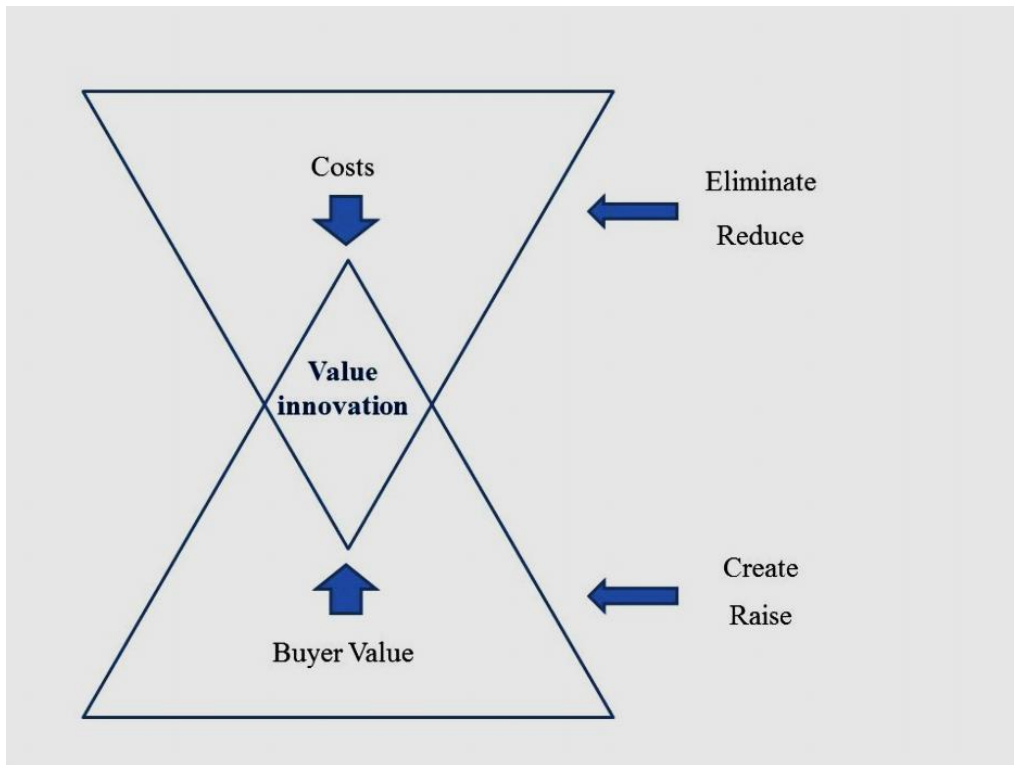 Costs
Eliminate
Reduce
Value
innovation
Create
Raise
Buyer Value